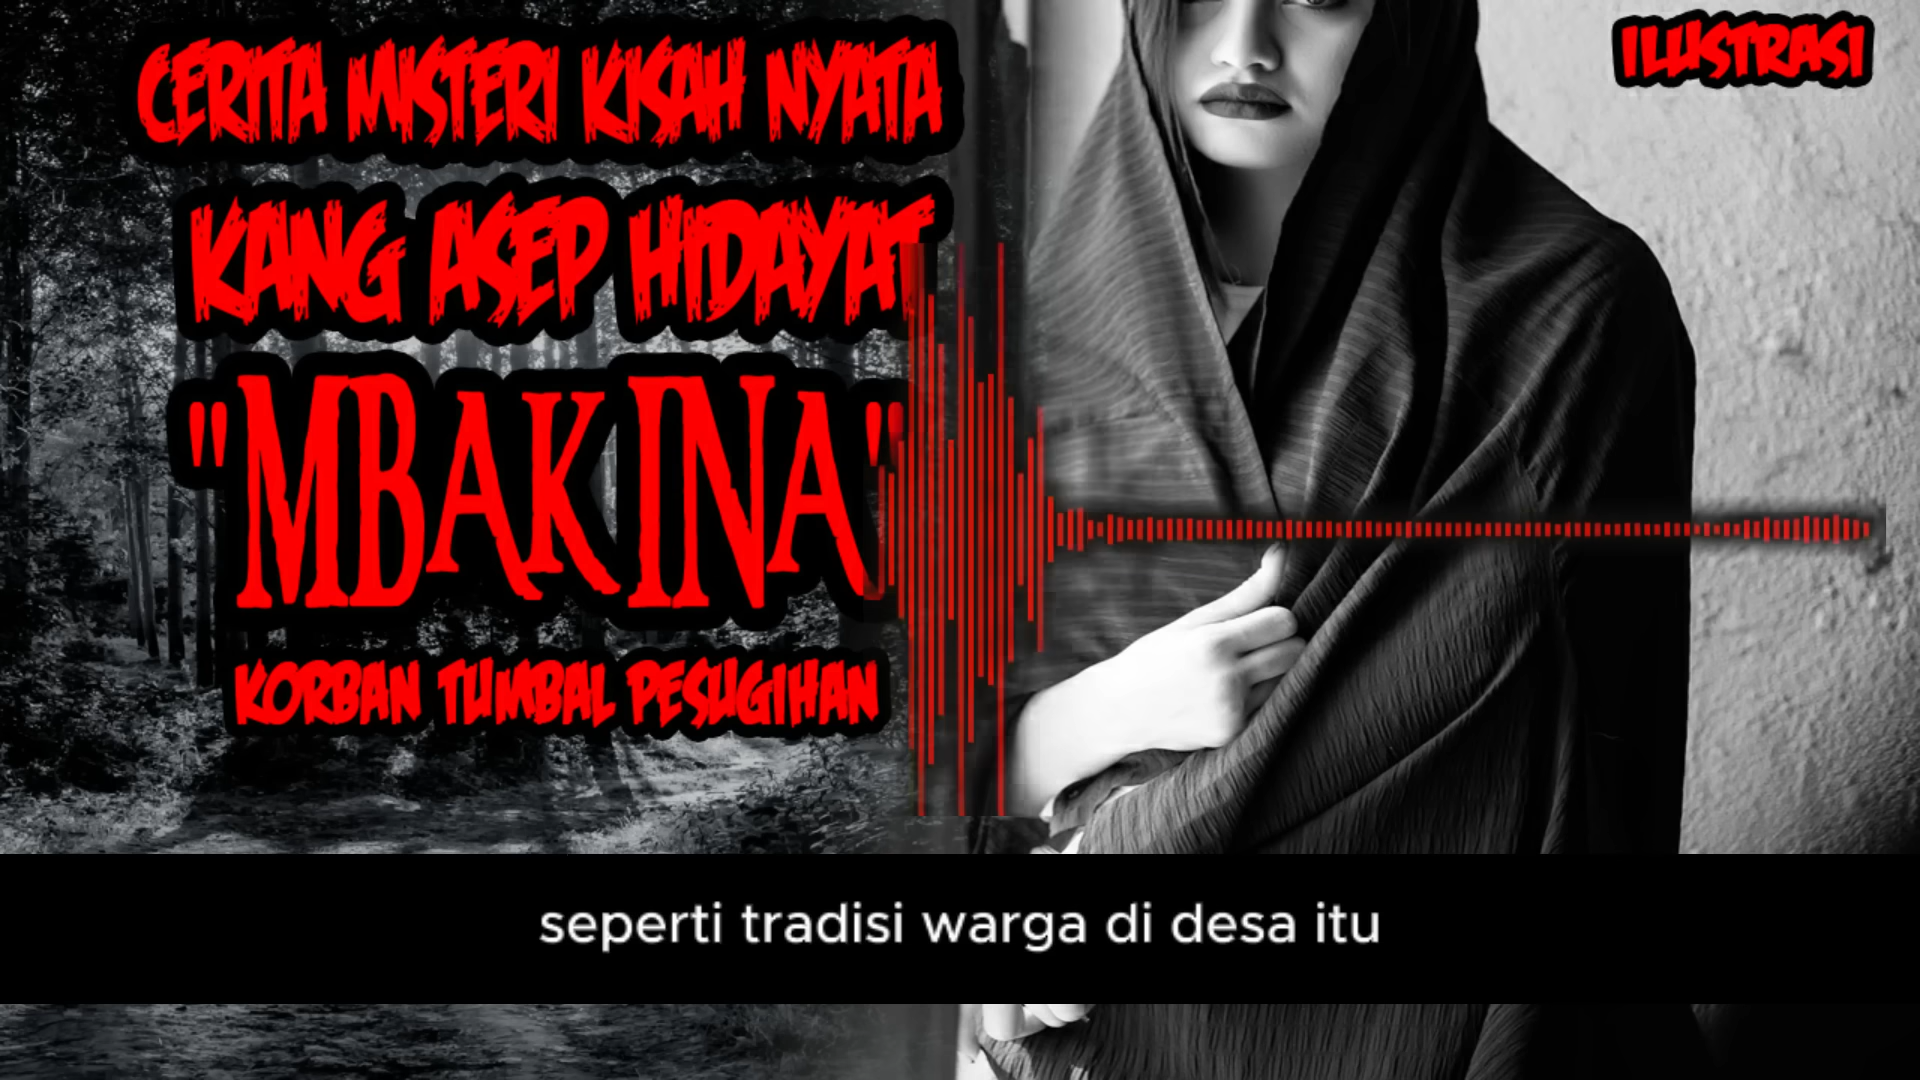 CERITA MISTERI KISAH NYATA
KANG ASEP HIDAYAT
"MBAK INA"
KORBAN TUMBAL PESUGIHAN
ILUSTRASI
seperti tradisi warga di desa itu